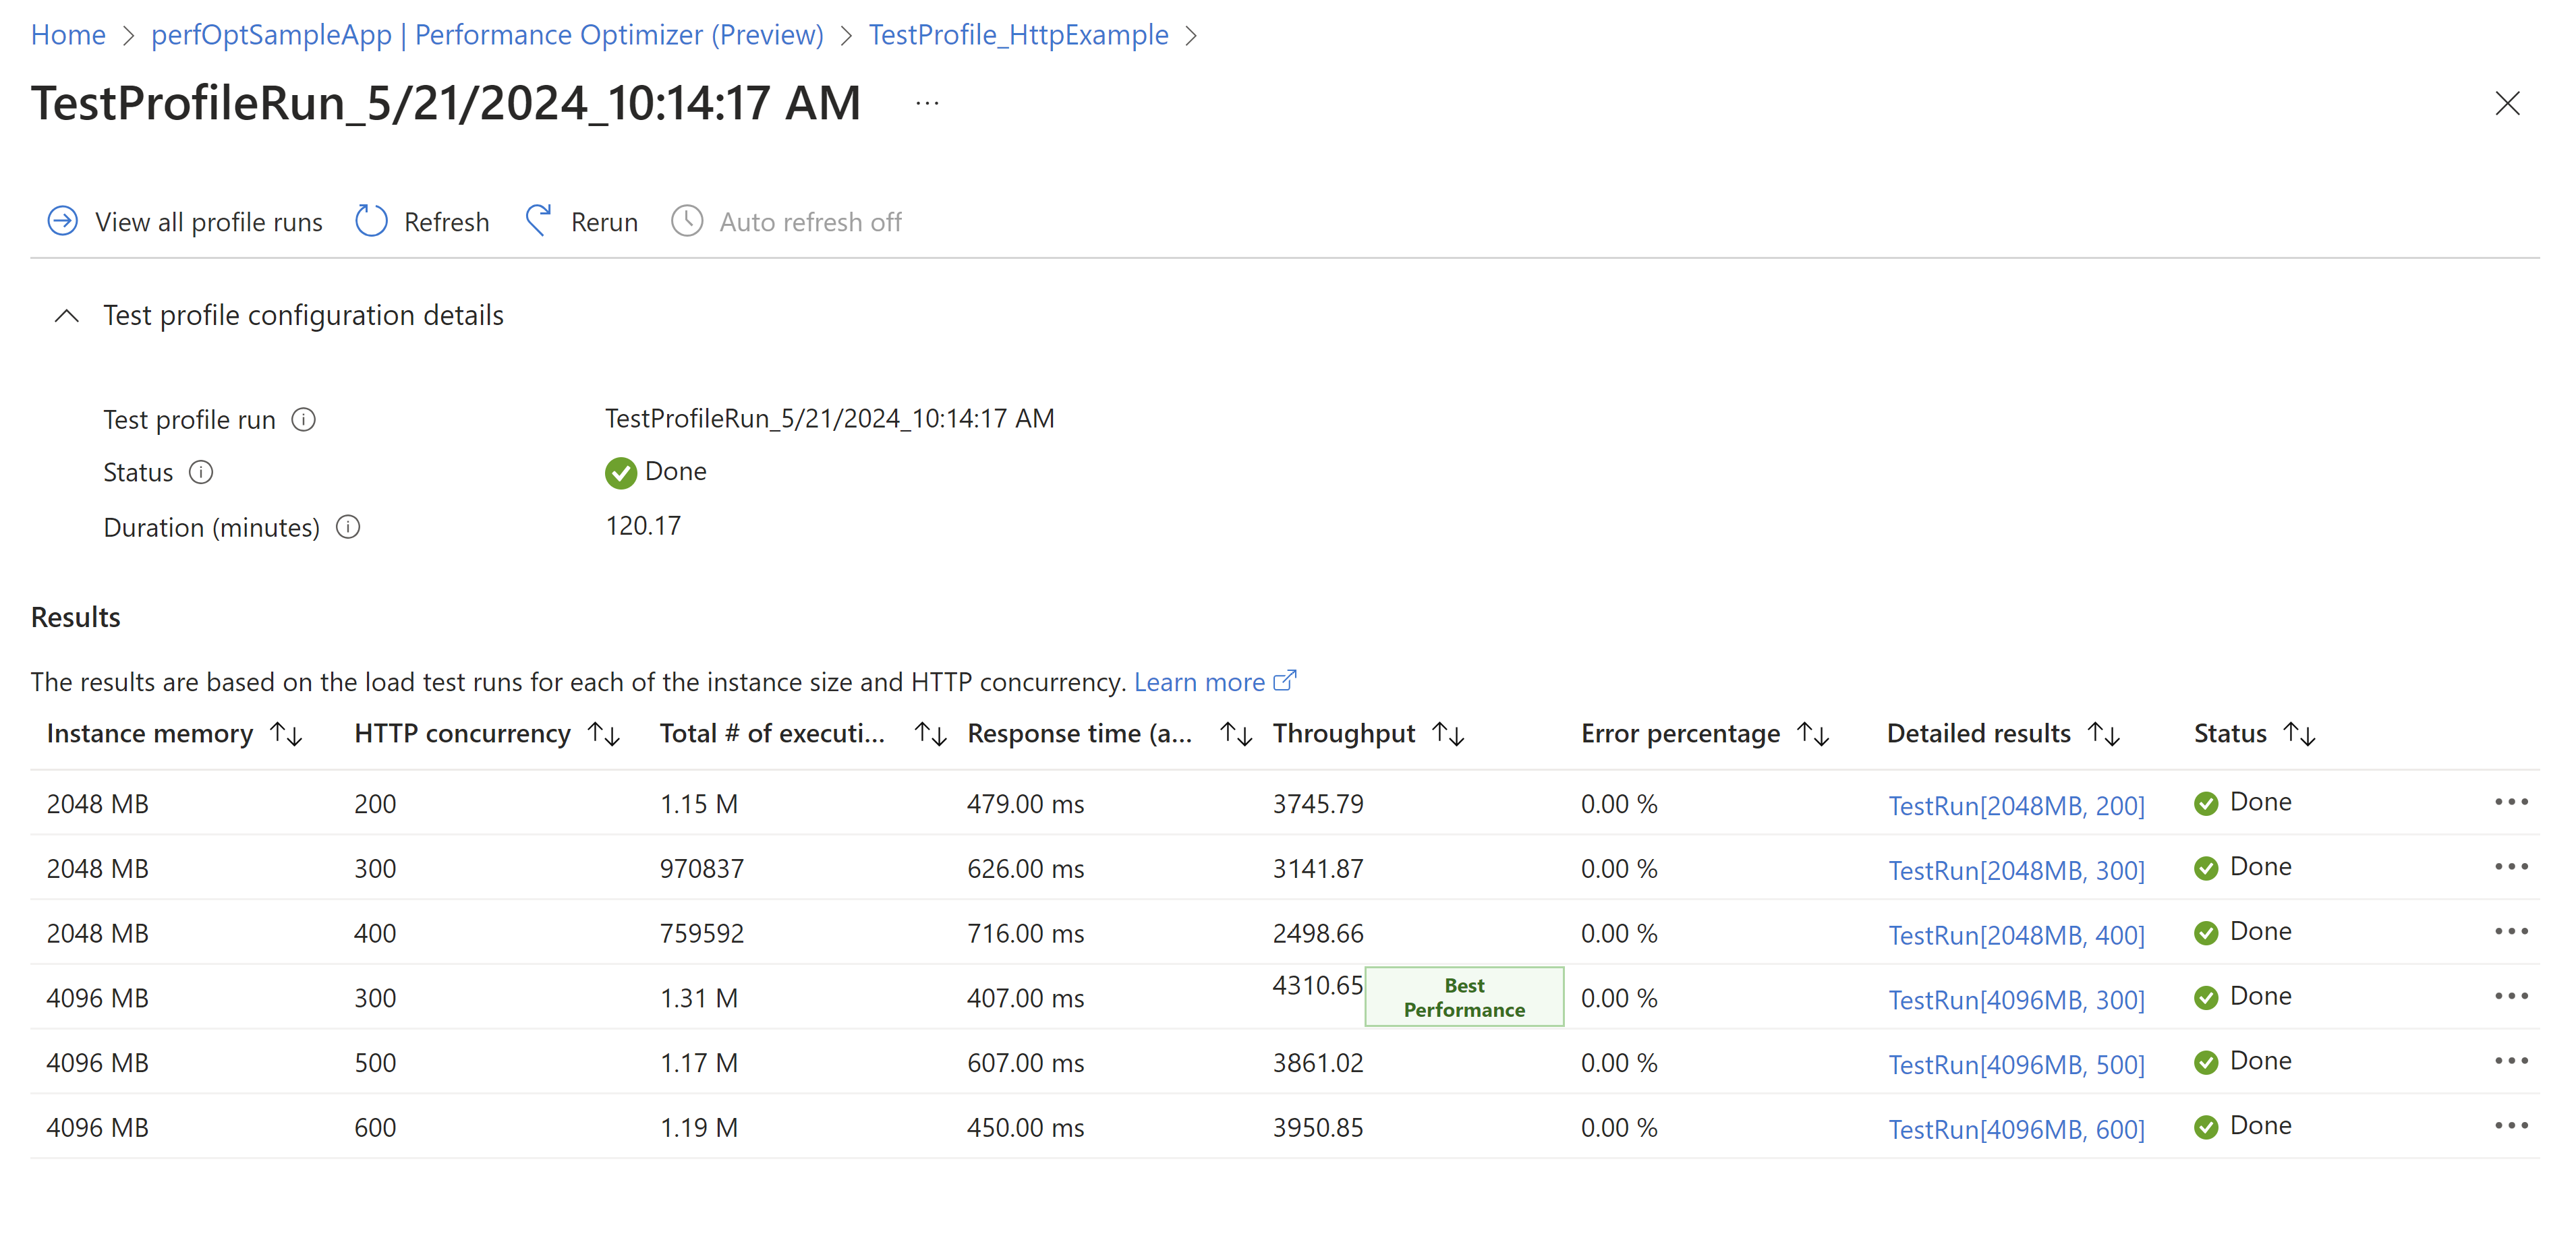 Home > perfOptSampleApp | Performance Optimizer (Preview) > TestProfile_HttpExample >
TestProfileRun_5/21/2024_10:14:17 AM ...
View all profile runs Refresh Rerun Auto refresh off
Test profile configuration details
Test profile run TestProfileRun_5/21/2024_10:14:17 AM
Status Done
Duration (minutes) 120.17
Results
The results are based on the load test runs for each of the instance size and HTTP concurrency. Learn more
Instance memory HTTP concurrency Total # of executi... Response time (a... Throughput Error percentage Detailed results Status
2048 MB 200 1.15 M 479.00 ms 3745.79 0.00 % TestRun[2048MB, 200] Done
2048 MB 300 970837 626.00 ms 3141.87 0.00 % TestRun[2048MB, 300] Done
2048 MB 400 759592 716.00 ms 2498.66 0.00 % TestRun[2048MB, 400] Done
4096 MB 300 1.31 M 407.00 ms 4310.65 Best Performance 0.00 % TestRun[4096MB, 300] Done
4096 MB 500 1.17 M 607.00 ms 3861.02 0.00 % TestRun[4096MB, 500] Done
4096 MB 600 1.19 M 450.00 ms 3950.85 0.00 % TestRun[4096MB, 600] Done